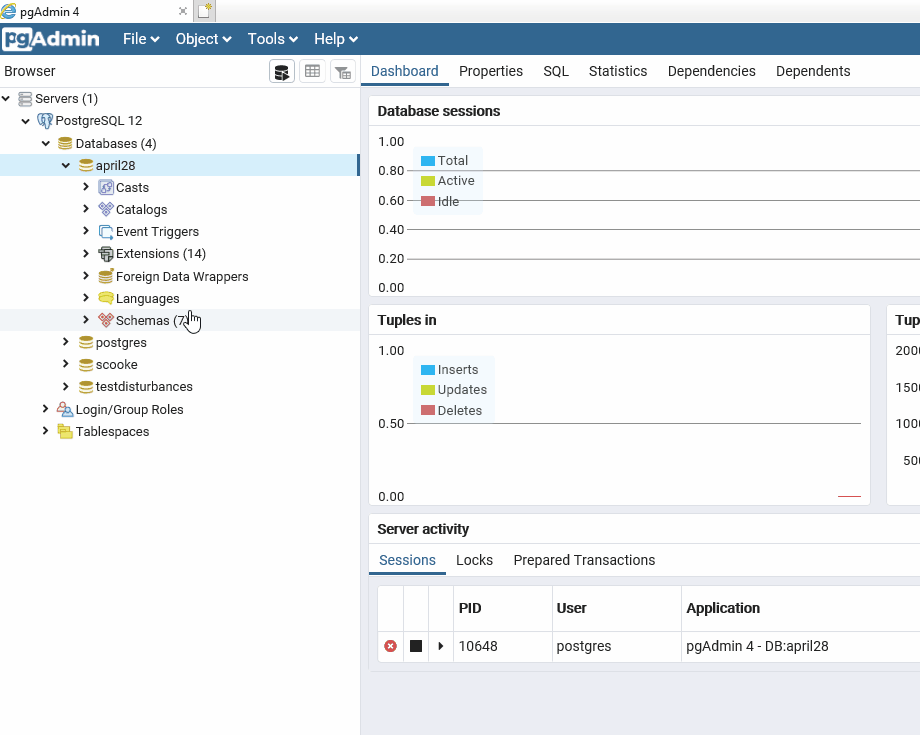 pgAdmin 4
pgAdmin File Object Tools Help
Browser
Servers (1)
PostgreSQL 12
Databases (4)
april28
Casts
Catalogs
Event Triggers
Extensions (14)
Foreign Data Wrappers
Languages
Schemas (7)
postgres
scooke
testdisturbances
Login/Group Roles
Tablespaces
Dashboard Properties SQL Statistics Dependencies Dependents
Database sessions
1.00
0.80
0.60
0.40
0.20
0.00
Total
Active
Idle
Tuples in
1.00
0.50
0.00
Inserts
Updates
Deletes
Tup
2000
1500
1000
500
Server activity
Sessions Locks Prepared Transactions
PID User Application
10648 postgres pgAdmin 4 - DB:april28